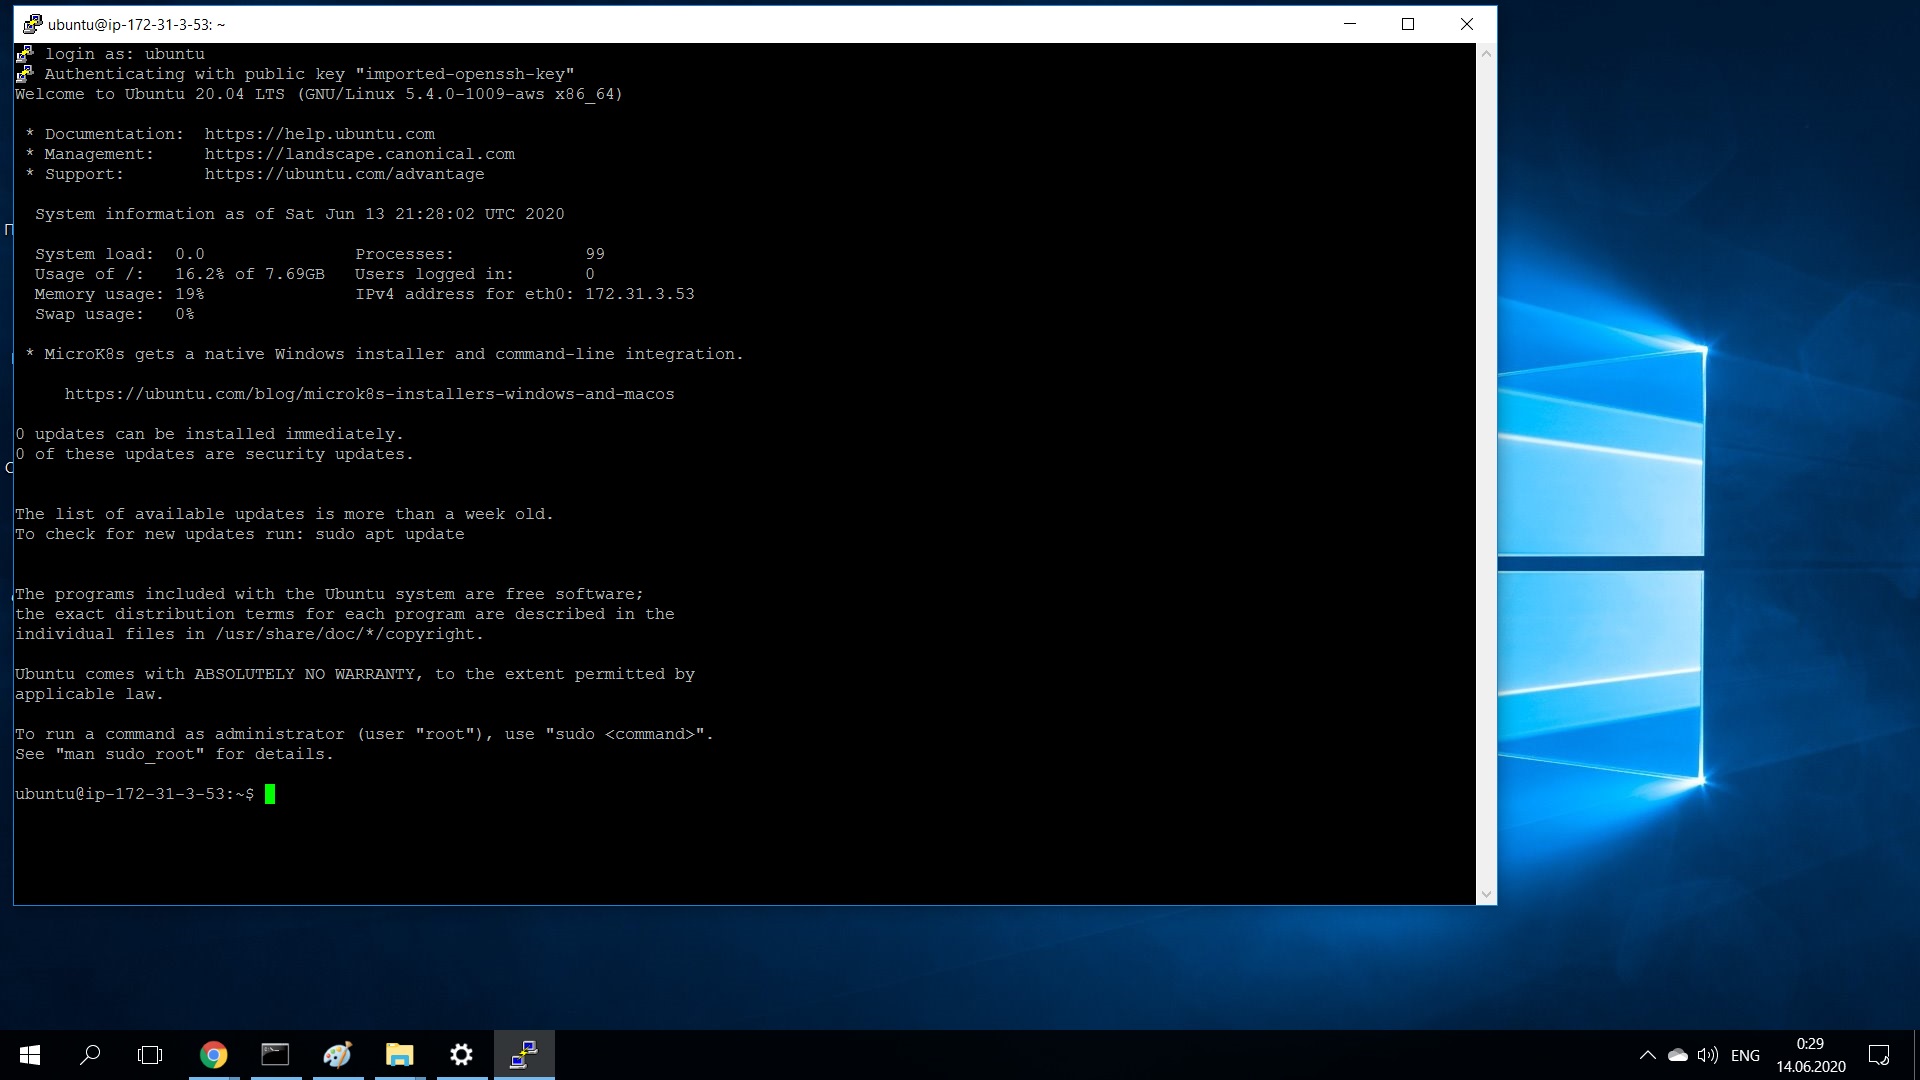 ubuntu@ip-172-31-3-53: ~
login as: ubuntu
Authenticating with public key "imported-openssh-key"
Welcome to Ubuntu 20.04 LTS (GNU/Linux 5.4.0-1009-aws x86_64)
* Documentation:  https://help.ubuntu.com
* Management:     https://landscape.canonical.com
* Support:        https://ubuntu.com/advantage
System information as of Sat Jun 13 21:28:02 UTC 2020
System load:  0.0               Processes:             99
Usage of /:   16.2% of 7.69GB   Users logged in:       0
Memory usage: 19%               IPv4 address for eth0: 172.31.3.53
Swap usage:   0%
* MicroK8s gets a native Windows installer and command-line integration.
https://ubuntu.com/blog/microk8s-installers-windows-and-macos
0 updates can be installed immediately.
0 of these updates are security updates.
The list of available updates is more than a week old.
To check for new updates run: sudo apt update
The programs included with the Ubuntu system are free software;
the exact distribution terms for each program are described in the
individual files in /usr/share/doc/*/copyright.
Ubuntu comes with ABSOLUTELY NO WARRANTY, to the extent permitted by
applicable law.
To run a command as administrator (user "root"), use "sudo <command>".
See "man sudo_root" for details.
ubuntu@ip-172-31-3-53:~$
ENG
0:29
14.06.2020